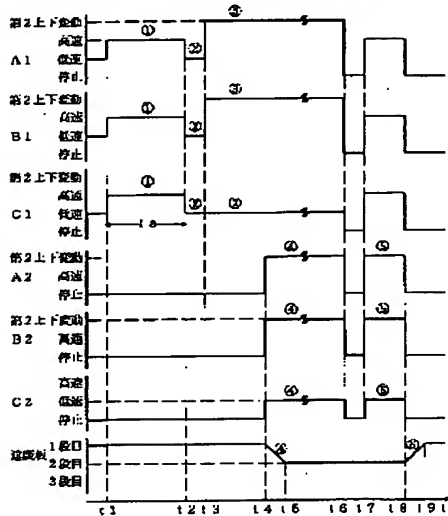 第2上下変動
高速
A1 低速
停止
第2上下変動
高速
B1 低速
停止
第2上下変動
高速
C1 低速
停止
第2上下変動
A2 高速
停止
第2上下変動
B2 高速
停止
高速
C2 低速
停止
1段目
2段目
3段目
① ② ③
① ② ③
① ② ②
ta
④ ⑤
④ ⑤
④ ⑤
t1 t2 t3 t4 t5 t6 t7 t8 t9 t